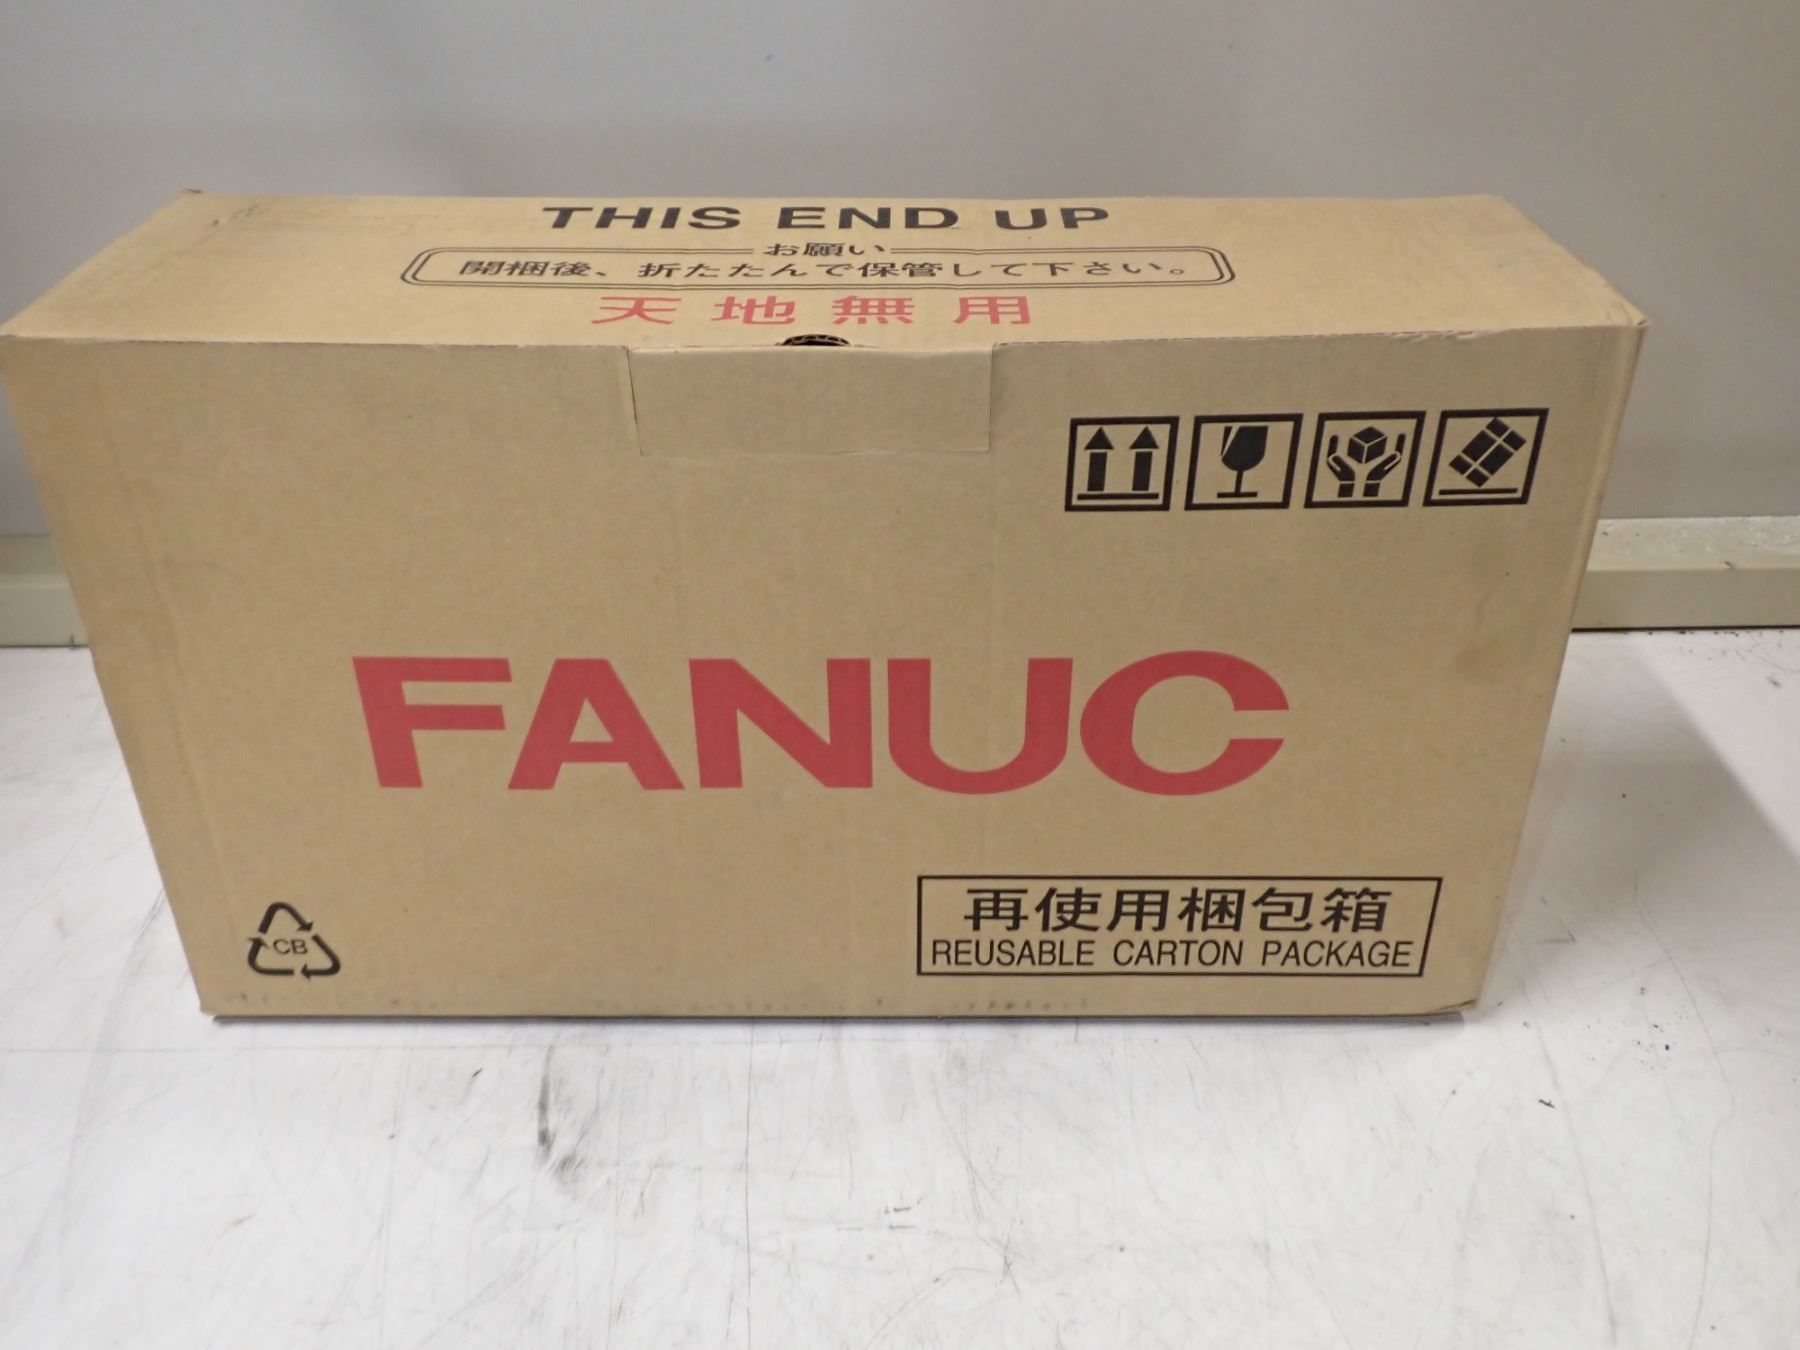 THIS END UP
お願い
開梱後、折たたんで保管して下さい。
天地無用
FANUC
CB
再使用梱包箱
REUSABLE CARTON PACKAGE